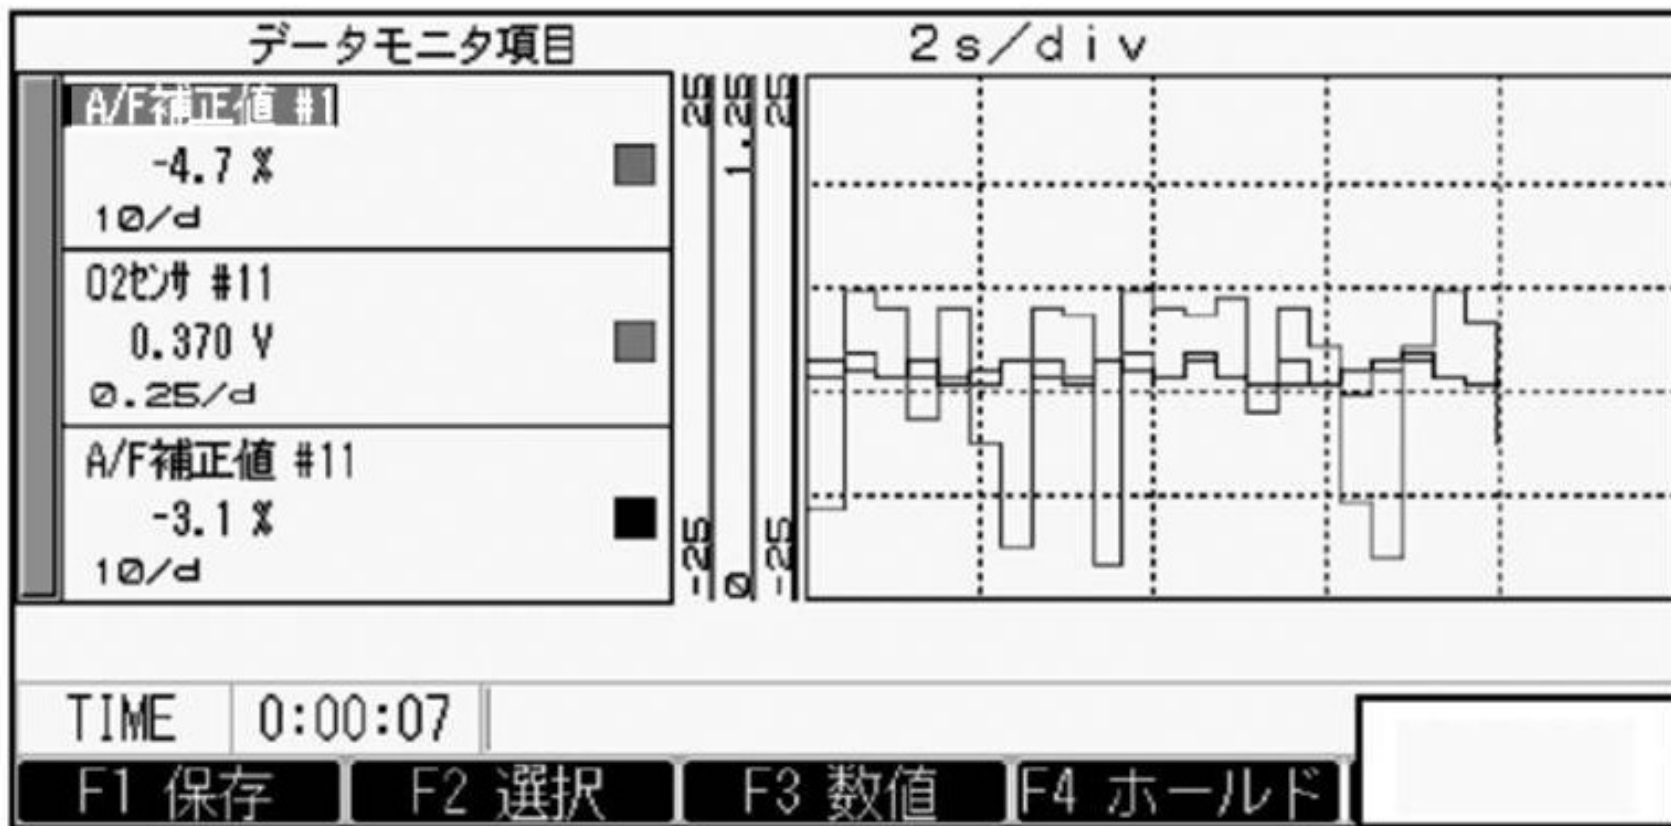 データモニタ項目
2s/div
A/F補正値 #1
-4.7 %
10/d
O2センサ #11
0.370 V
0.25/d
A/F補正値 #11
-3.1 %
10/d
25
-25
1.25
0
25
-25
TIME 0:00:07
F1 保存 F2 選択 F3 数値 F4 ホールド